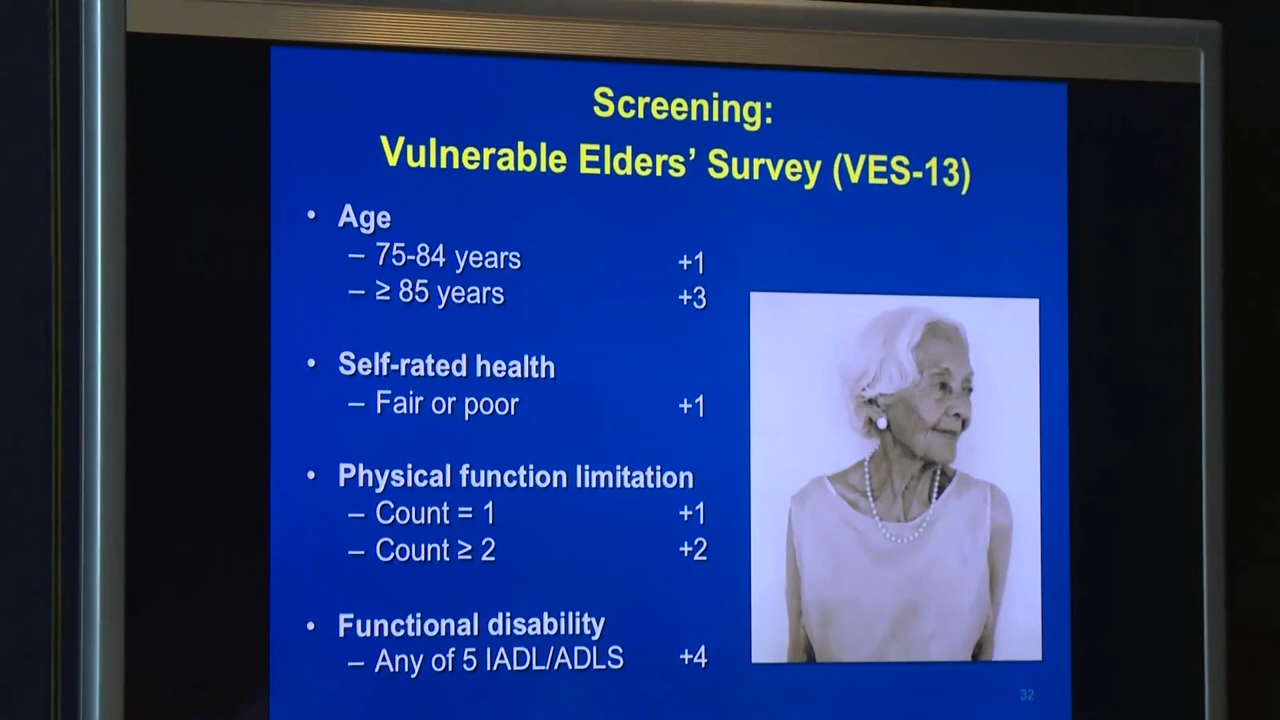 Screening:
Vulnerable Elders’ Survey (VES-13)
• Age
– 75-84 years +1
– ≥ 85 years +3
• Self-rated health
– Fair or poor +1
• Physical function limitation
– Count = 1 +1
– Count ≥ 2 +2
• Functional disability
– Any of 5 IADL/ADLS +4
32